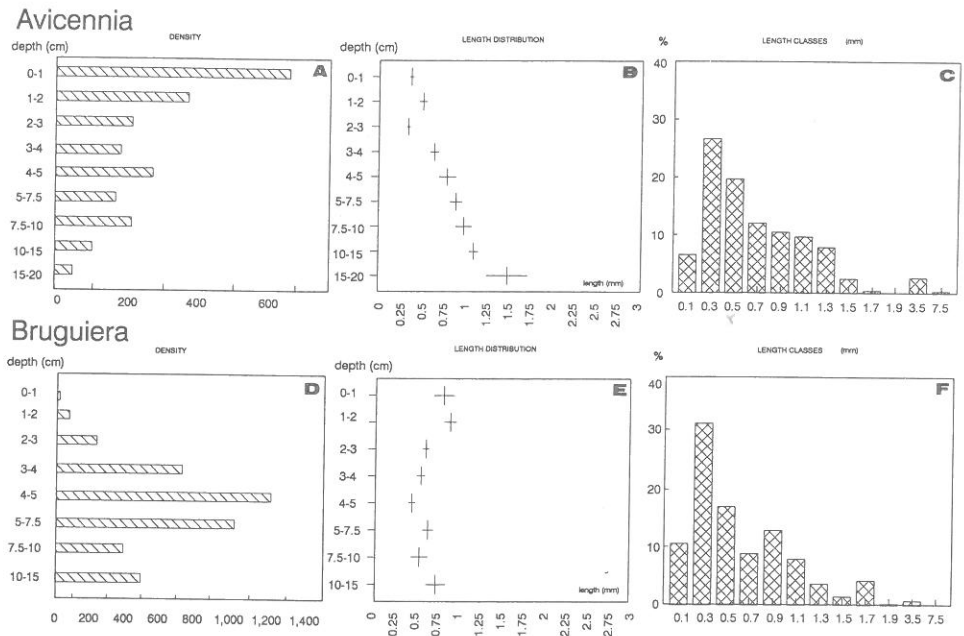 Avicennia
DENSITY
LENGTH DISTRIBUTION
LENGTH CLASSES (mm)
depth (cm)
depth (cm)
%
A
B
C
0-1
1-2
2-3
3-4
4-5
5-7.5
7.5-10
10-15
15-20
0 200 400 600
0-1
1-2
2-3
3-4
4-5
5-7.5
7.5-10
10-15
15-20
length (mm)
0 0.25 0.5 0.75 1 1.25 1.5 1.75 2 2.25 2.5 2.75 3
40
30
20
10
0
0.1 0.3 0.5 0.7 0.9 1.1 1.3 1.5 1.7 1.9 3.5 7.5
Bruguiera
DENSITY
LENGTH DISTRIBUTION
LENGTH CLASSES (mm)
depth (cm)
depth (cm)
%
D
E
F
0-1
1-2
2-3
3-4
4-5
5-7.5
7.5-10
10-15
0 200 400 600 800 1,000 1,200 1,400
0-1
1-2
2-3
3-4
4-5
5-7.5
7.5-10
10-15
length (mm)
0 0.25 0.5 0.75 1 1.25 1.5 1.75 2 2.25 2.5 2.75 3
40
30
20
10
0
0.1 0.3 0.5 0.7 0.9 1.1 1.3 1.5 1.7 1.9 3.5 7.5